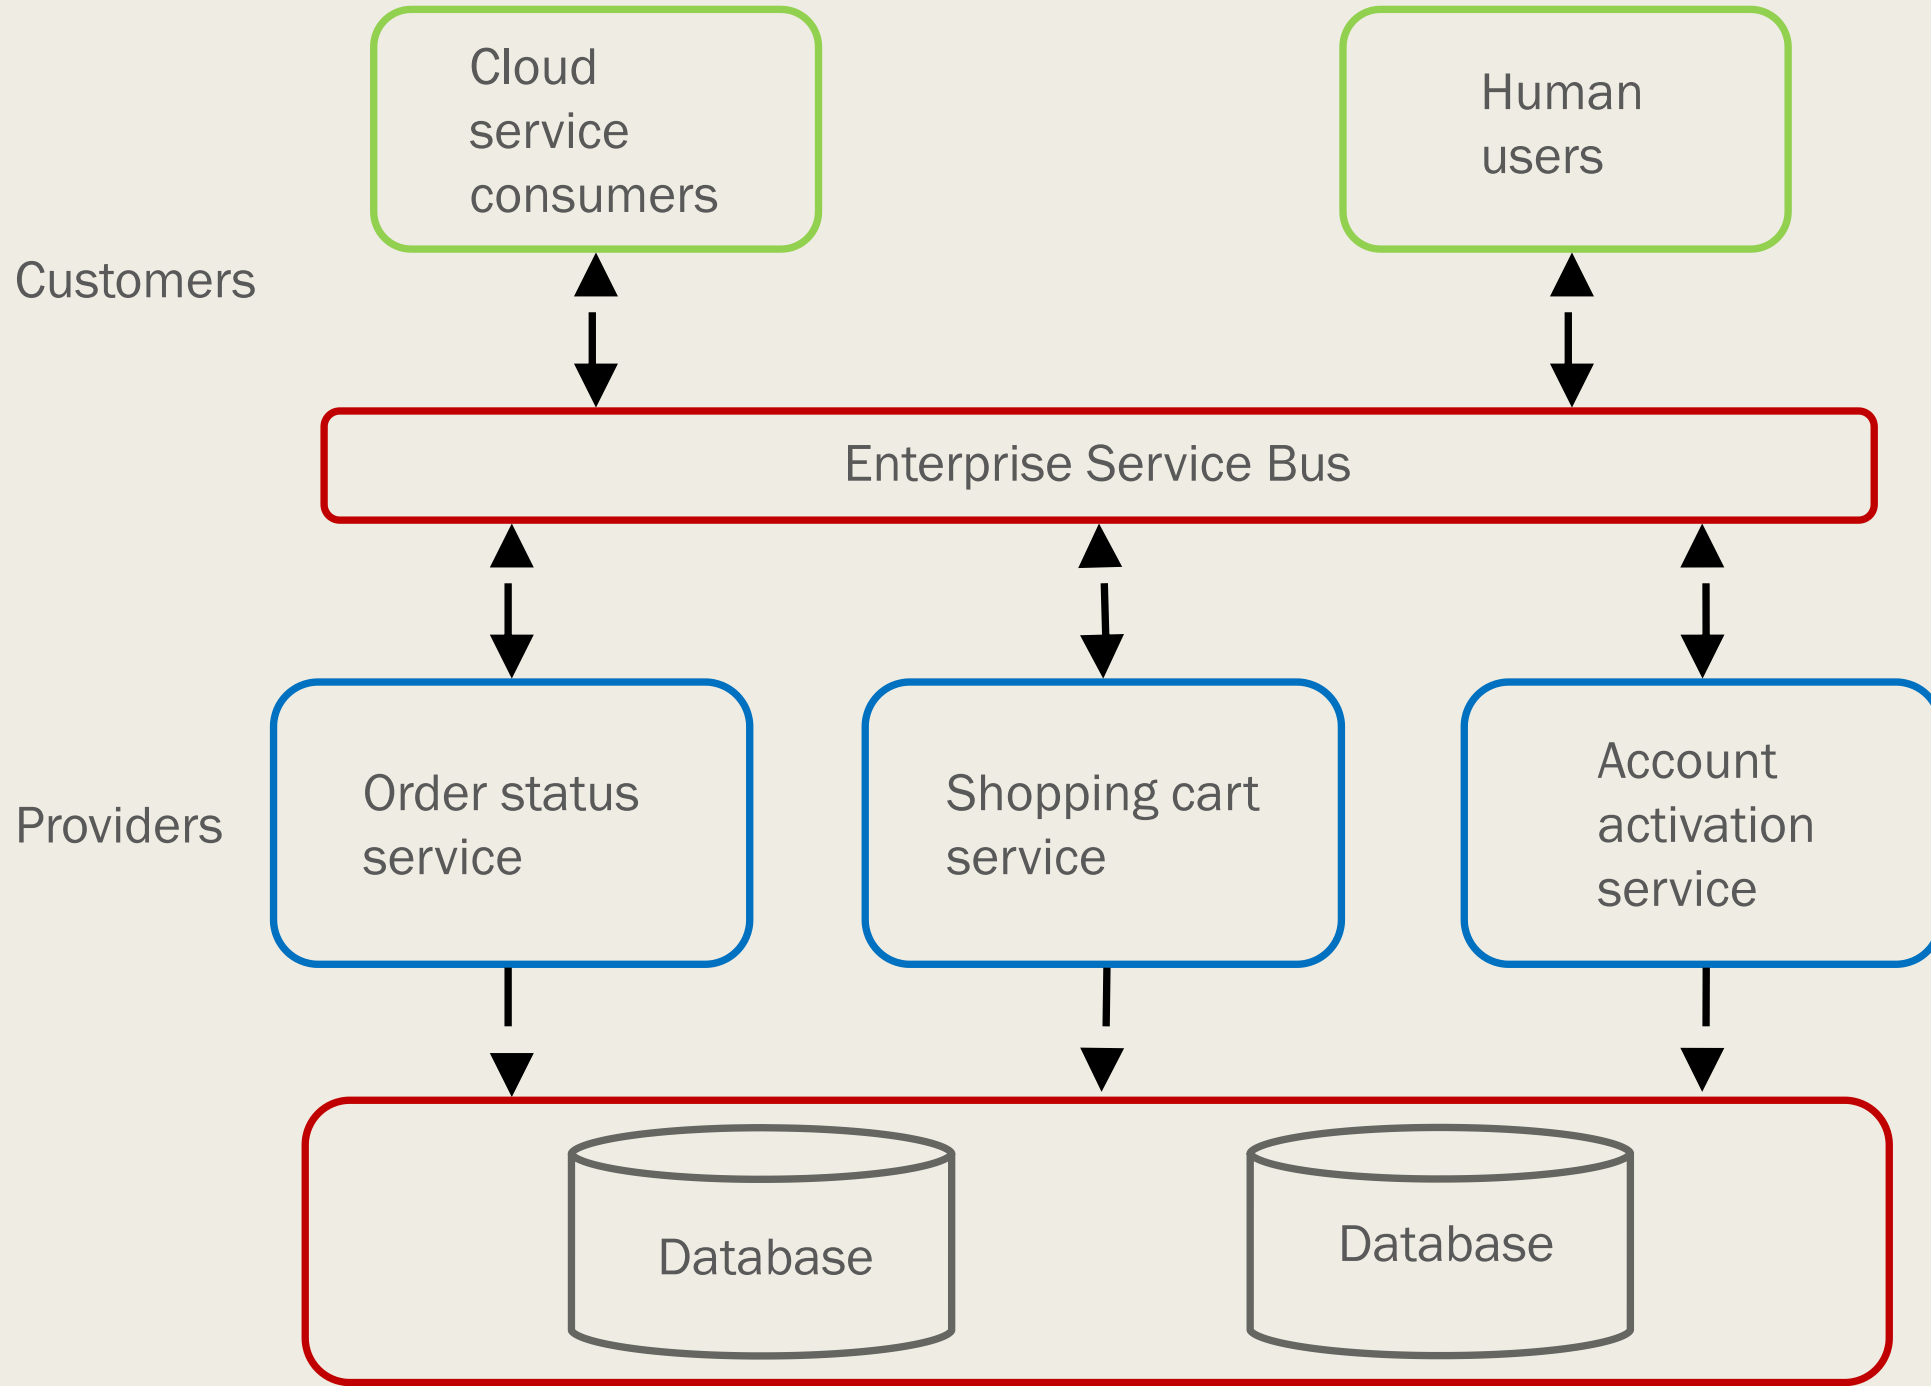 Cloud
service
consumers
Human
users
Customers
Enterprise Service Bus
Providers
Order status
service
Shopping cart
service
Account
activation
service
Database
Database